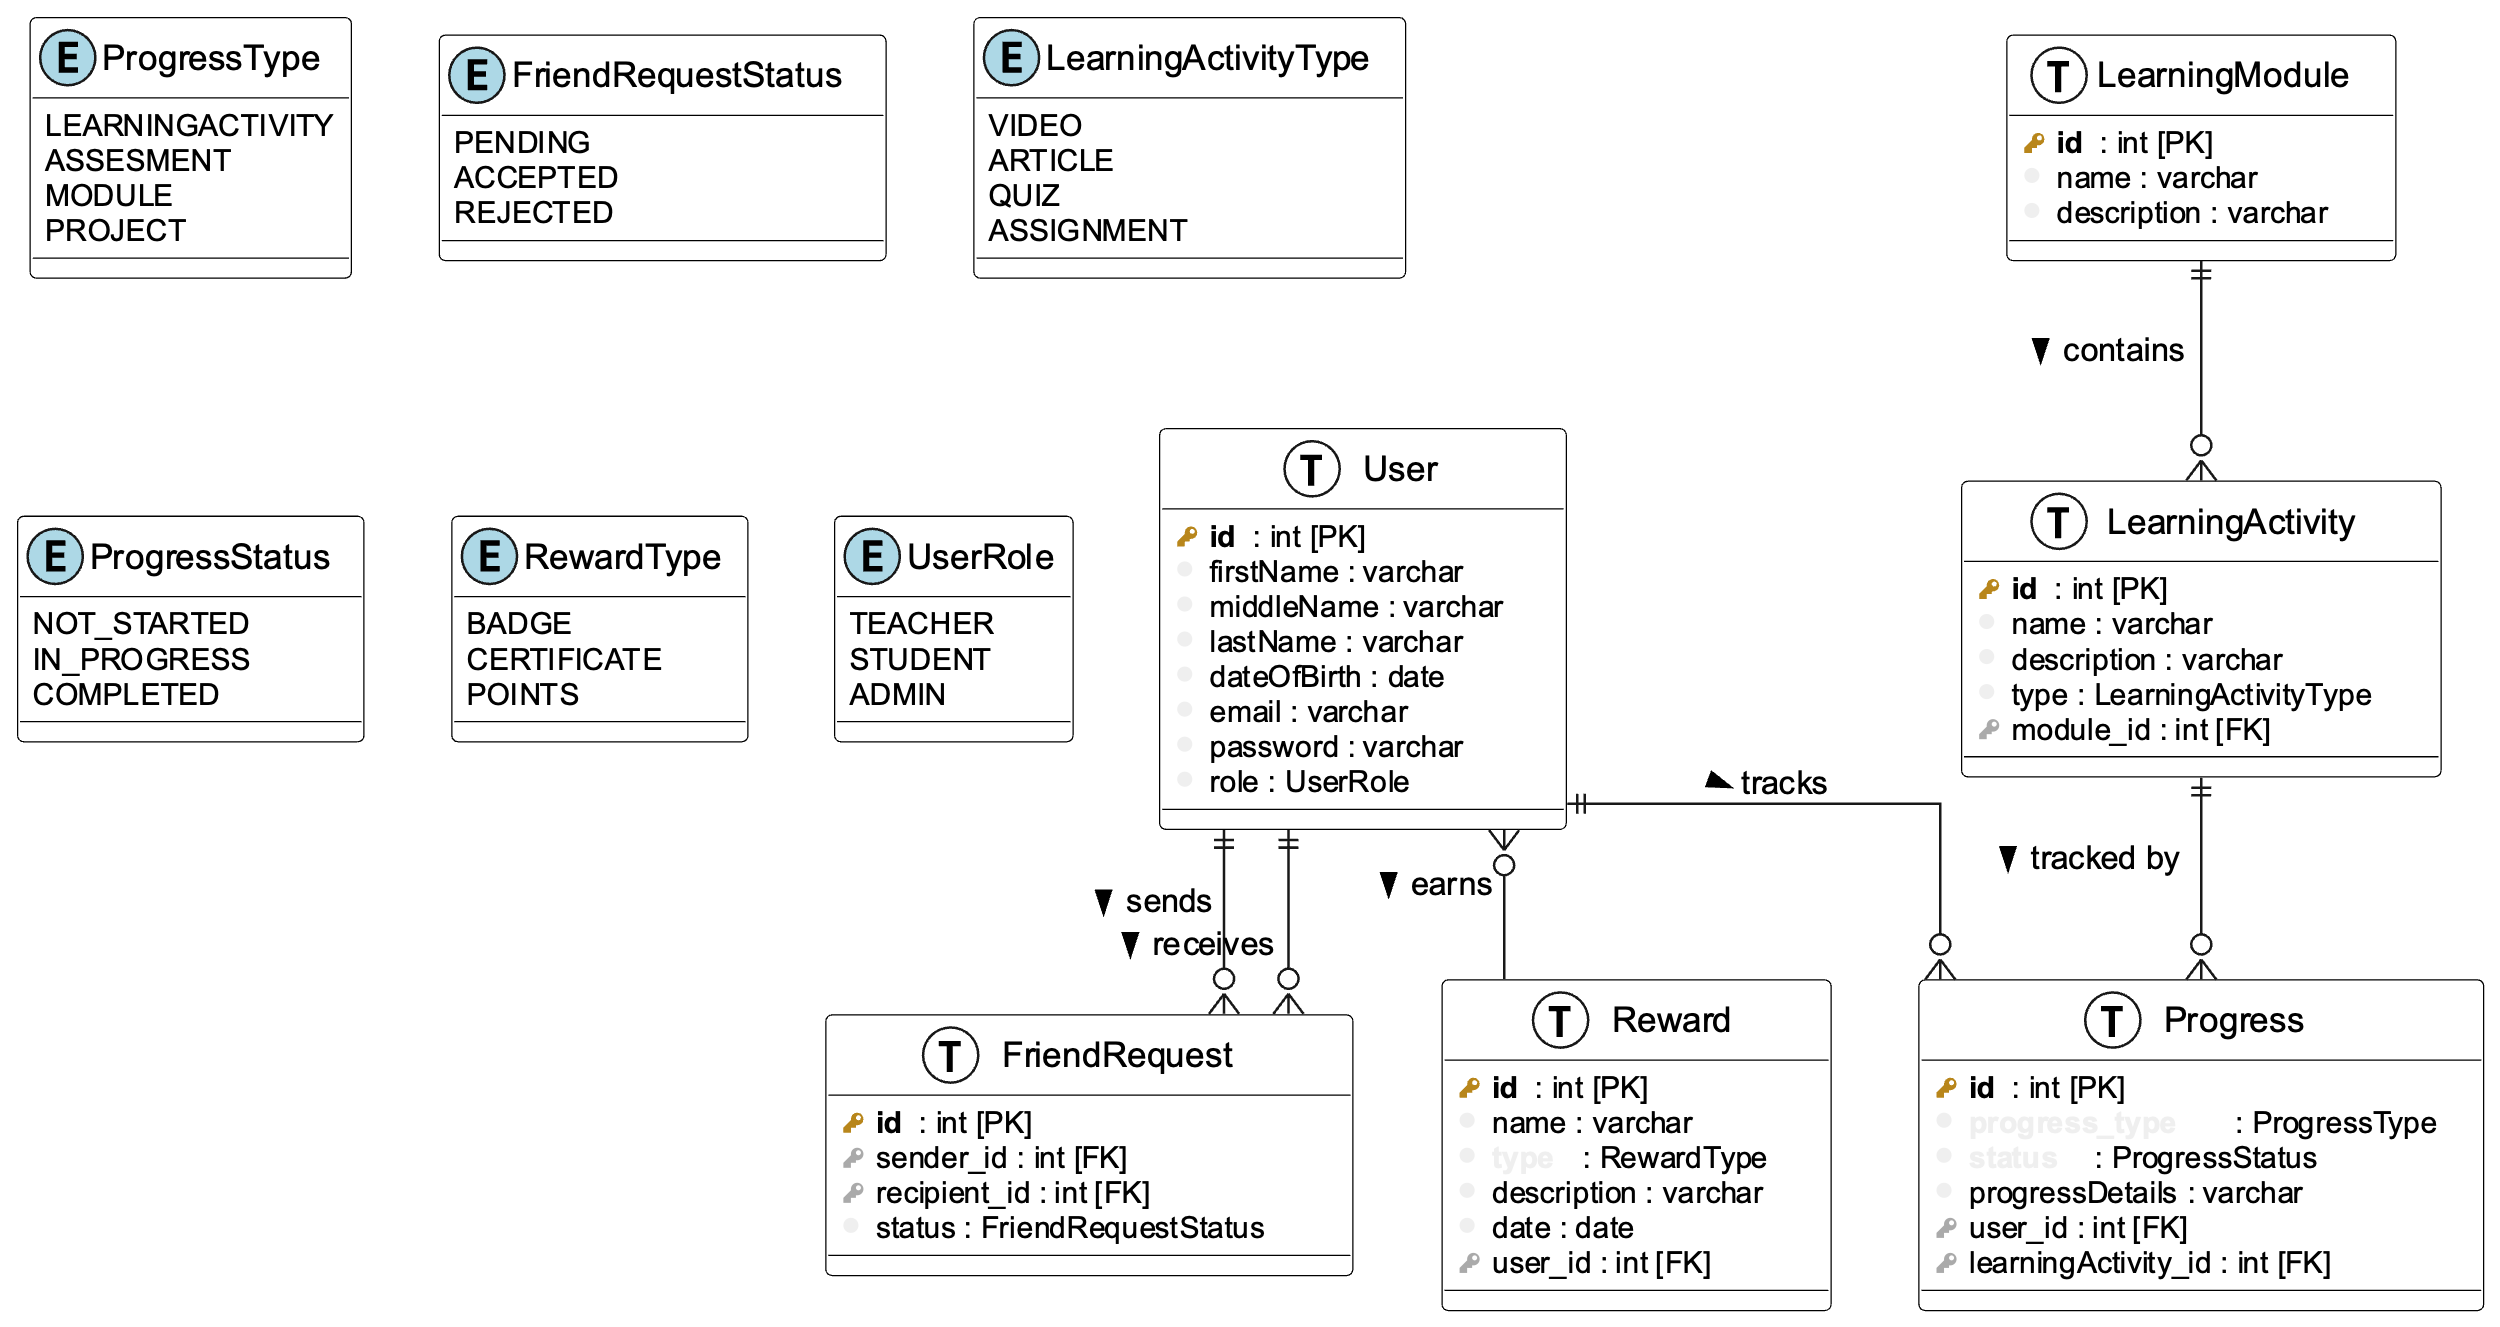 E ProgressType
LEARNINGACTIVITY
ASSESMENT
MODULE
PROJECT
E FriendRequestStatus
PENDING
ACCEPTED
REJECTED
E LearningActivityType
VIDEO
ARTICLE
QUIZ
ASSIGNMENT
T LearningModule
id : int [PK]
name : varchar
description : varchar
contains
E ProgressStatus
NOT_STARTED
IN_PROGRESS
COMPLETED
E RewardType
BADGE
CERTIFICATE
POINTS
E UserRole
TEACHER
STUDENT
ADMIN
T User
id : int [PK]
firstName : varchar
middleName : varchar
lastName : varchar
dateOfBirth : date
email : varchar
password : varchar
role : UserRole
T LearningActivity
id : int [PK]
name : varchar
description : varchar
type : LearningActivityType
module_id : int [FK]
tracks
tracked by
sends
receives
earns
T FriendRequest
id : int [PK]
sender_id : int [FK]
recipient_id : int [FK]
status : FriendRequestStatus
T Reward
id : int [PK]
name : varchar
type : RewardType
description : varchar
date : date
user_id : int [FK]
T Progress
id : int [PK]
progress_type : ProgressType
status : ProgressStatus
progressDetails : varchar
user_id : int [FK]
learningActivity_id : int [FK]